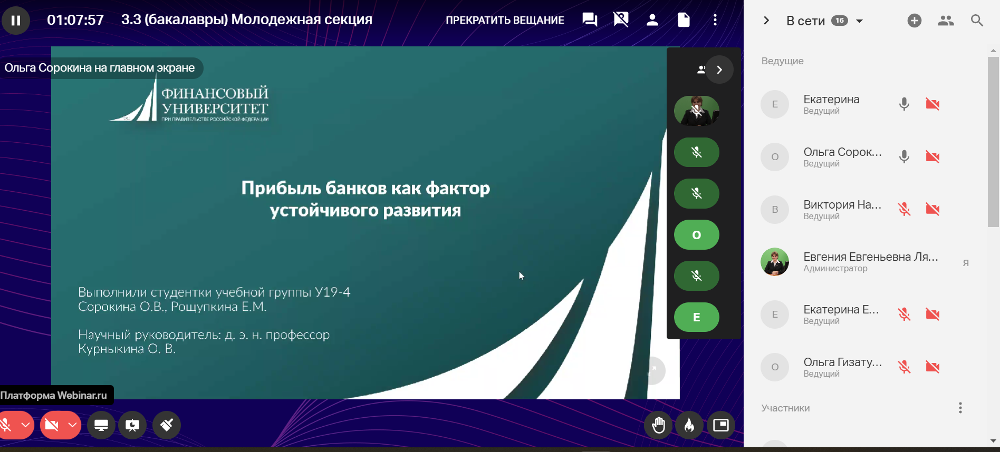 01:07:57 3.3 (бакалавры) Молодежная секция
ПРЕКРАТИТЬ ВЕЩАНИЕ
Ольга Сорокина на главном экране
ФИНАНСОВЫЙ
УНИВЕРСИТЕТ
ПРИ ПРАВИТЕЛЬСТВЕ РОССИЙСКОЙ ФЕДЕРАЦИИ
Прибыль банков как фактор
устойчивого развития
Выполнили студентки учебной группы У19-4
Сорокина О.В., Рощупкина Е.М.
Научный руководитель: д. э. н. профессор
Курныкина О. В.
О
Е
Платформа Webinar.ru
В сети 16
Ведущие
Е
Екатерина
Ведущий
О
Ольга Сорок...
Ведущий
В
Виктория На...
Ведущий
Евгения Евгеньевна Ля...
Администратор
Я
Е
Екатерина Е...
Ведущий
О
Ольга Гизату...
Ведущий
Участники